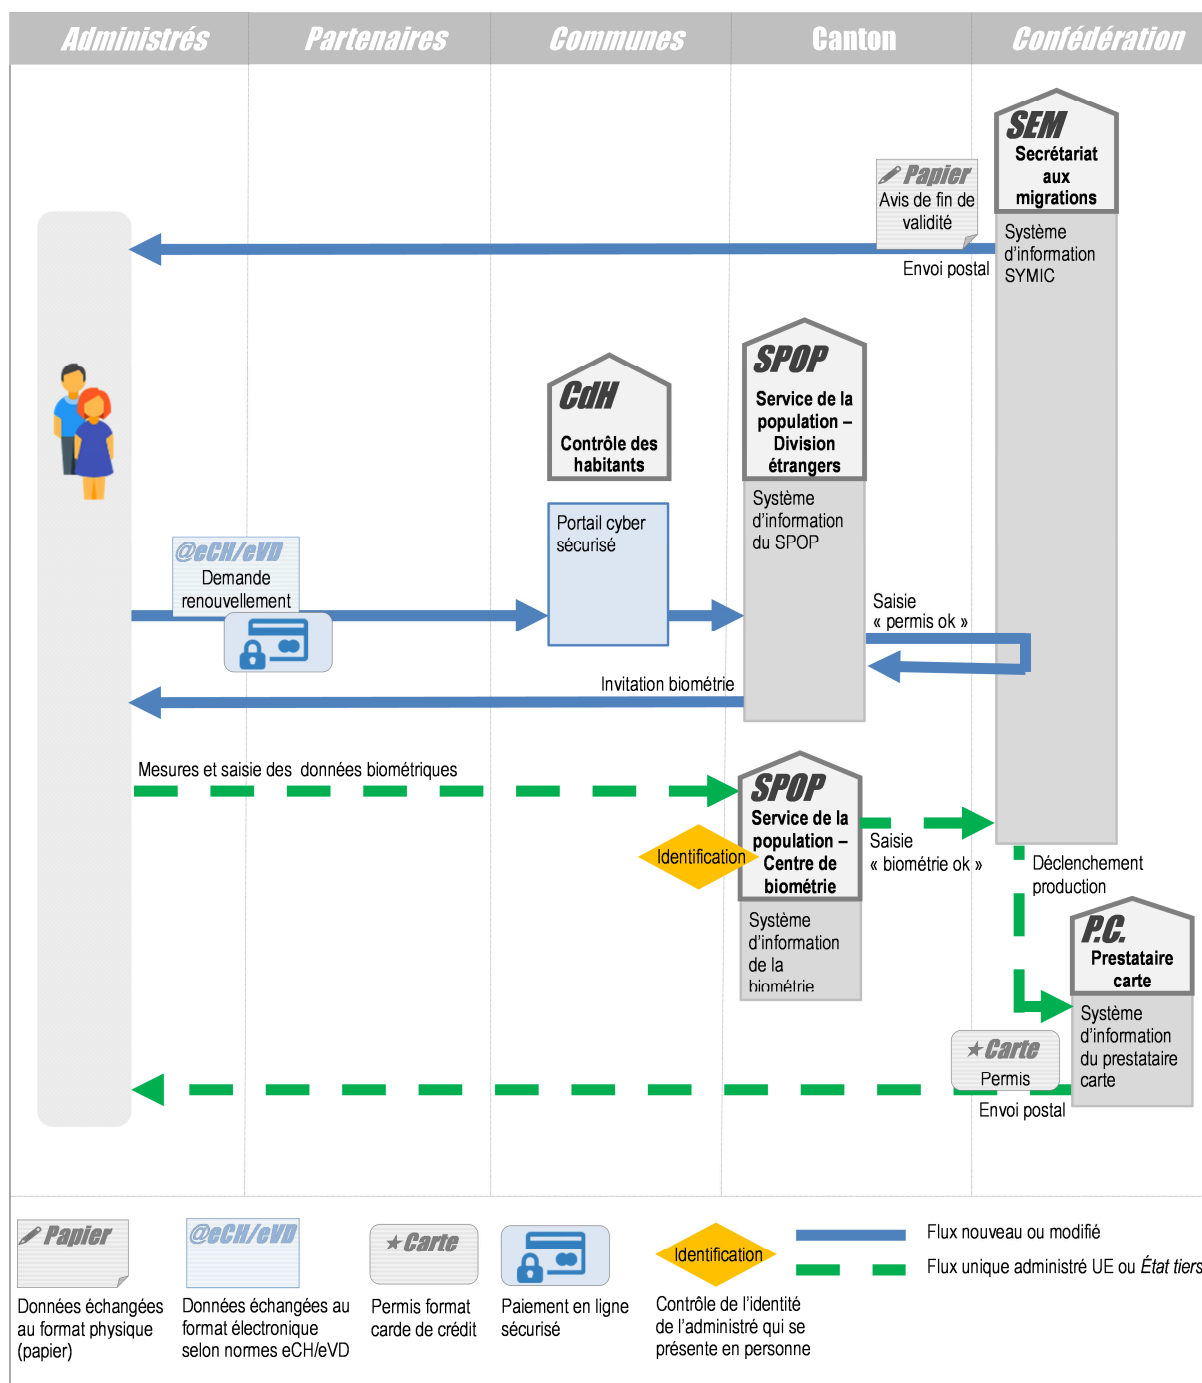 Administrés
Partenaires
Communes
Canton
Confédération
SEM
Secrétariat
aux
migrations
Papier
Avis de fin de
validité
Système
d'information
SYMIC
Envoi postal
SPOP
Service de la
population –
Division
étrangers
CdH
Contrôle des
habitants
Système
d'information
du SPOP
Portail cyber
sécurisé
@eCH/eVD
Demande
renouvellement
Saisie
« permis ok »
Invitation biométrie
Mesures et saisie des données biométriques
SPOP
Service de la
population –
Centre de
biométrie
Identification
Saisie
« biométrie ok »
Déclenchement
production
Système
d'information
de la
biométrie
P.C.
Prestataire
carte
Système
d'information
du prestataire
carte
Carte
Permis
Envoi postal
Papier
Données échangées
au format physique
(papier)
@eCH/eVD
Données échangées au
format électronique
selon normes eCH/eVD
Carte
Permis format
carde de crédit
Paiement en ligne
sécurisé
Identification
Contrôle de l'identité
de l'administré qui se
présente en personne
Flux nouveau ou modifié
Flux unique administré UE ou État tiers